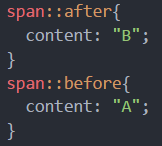 span::after{
  content: "B";
}
span::before{
  content: "A";
}